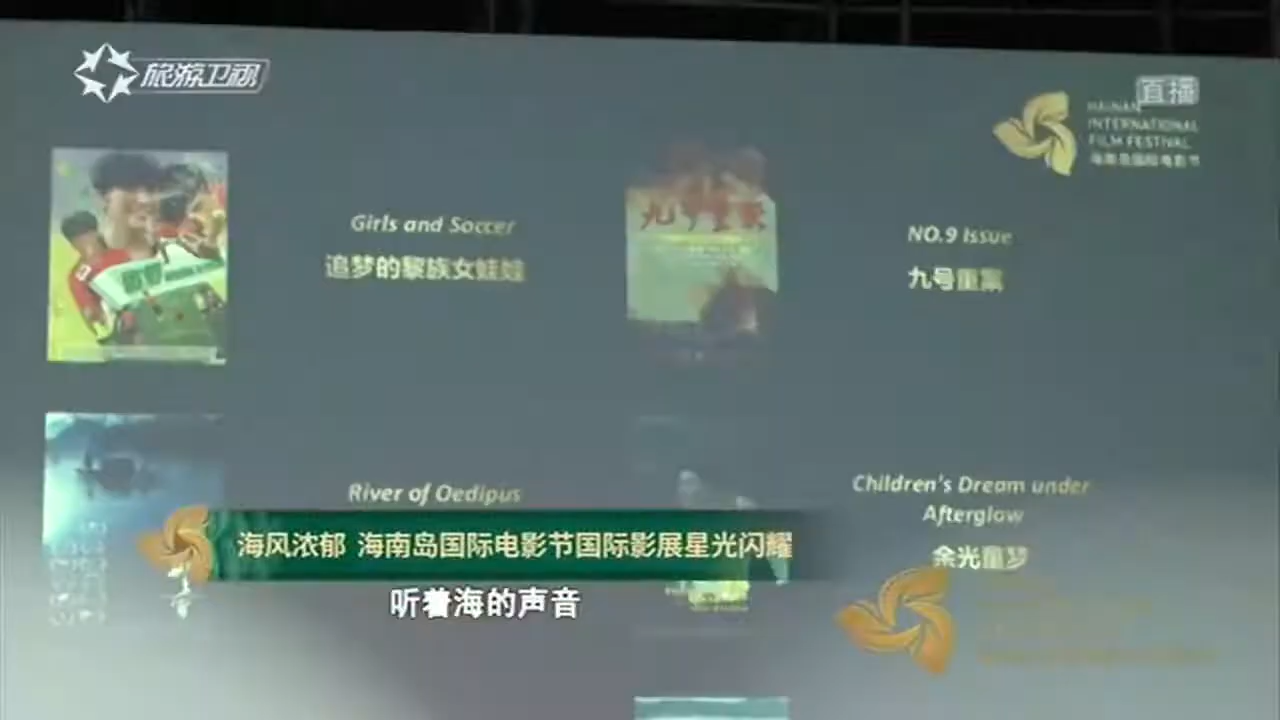 旅游卫视
直播
HAINAN
INTERNATIONAL
FILM FESTIVAL
海南岛国际电影节
Girls and Soccer
追梦的黎族女娃娃
NO.9 Issue
九号重案
River of Oedipus
Children's Dream under
Afterglow
余光童梦
海风浓郁 海南岛国际电影节国际影展星光闪耀
听着海的声音